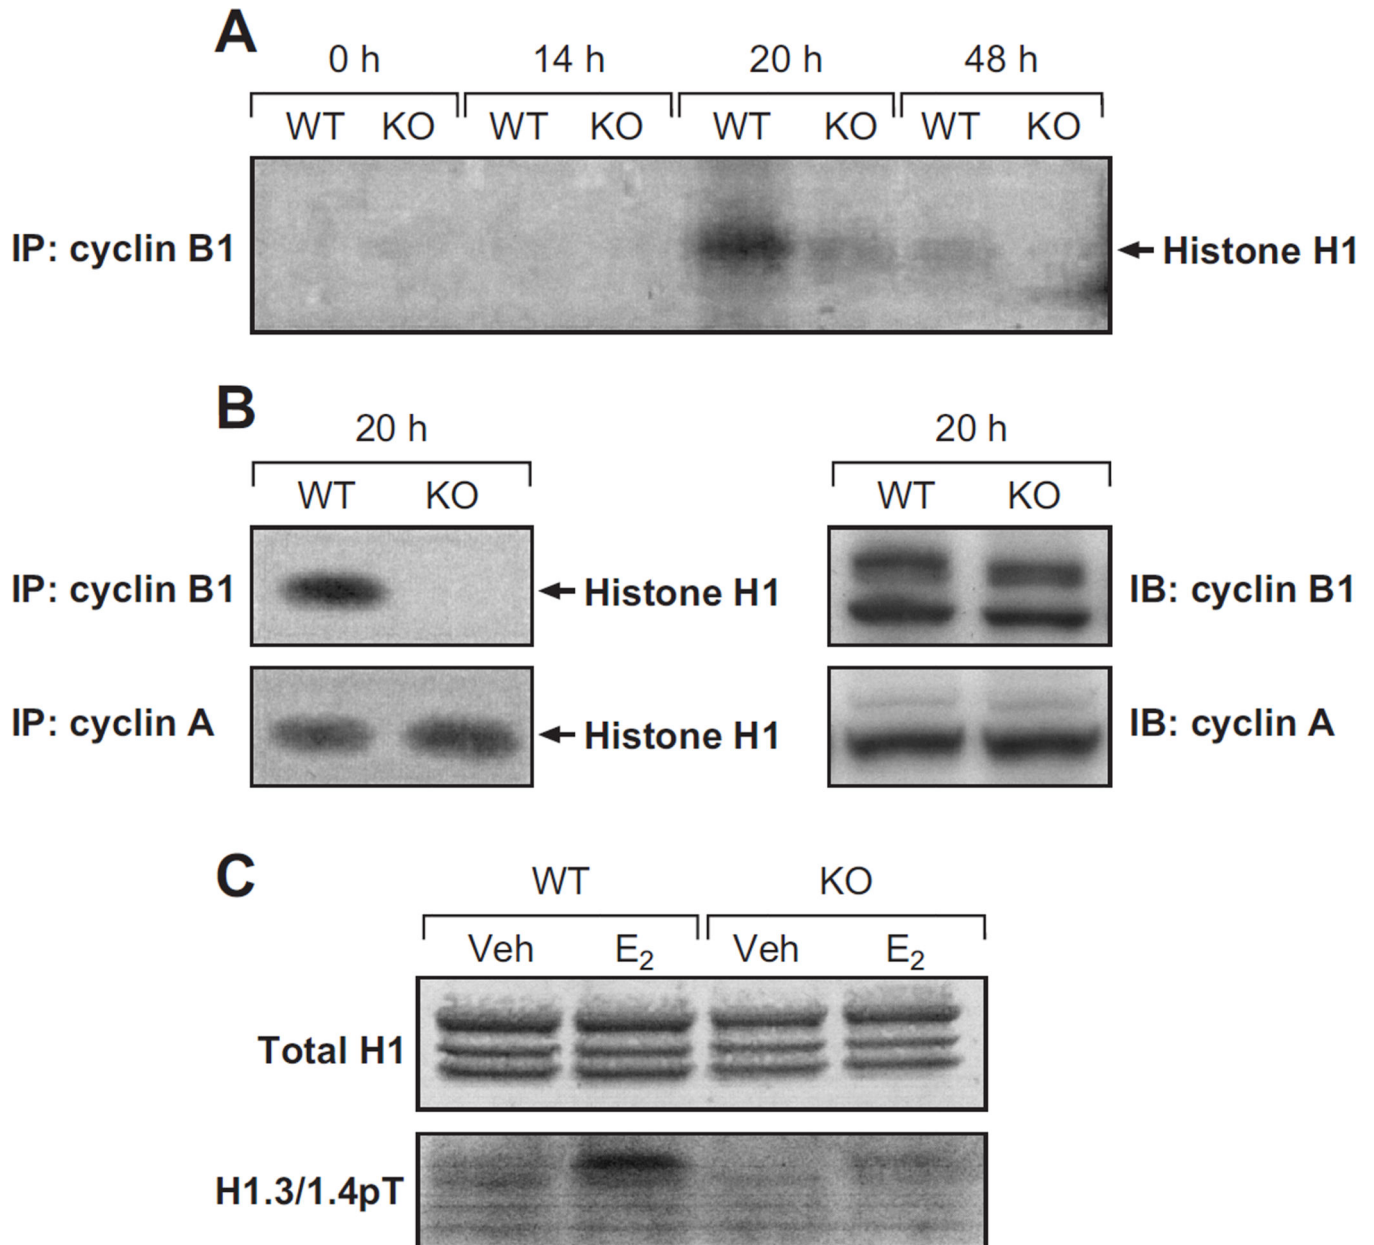 A
0 h 14 h 20 h 48 h
WT KO WT KO WT KO WT KO
IP: cyclin B1 Histone H1
B
20 h 20 h
WT KO WT KO
IP: cyclin B1 Histone H1 IB: cyclin B1
IP: cyclin A Histone H1 IB: cyclin A
C
WT KO
Veh E2 Veh E2
Total H1
H1.3/1.4pT